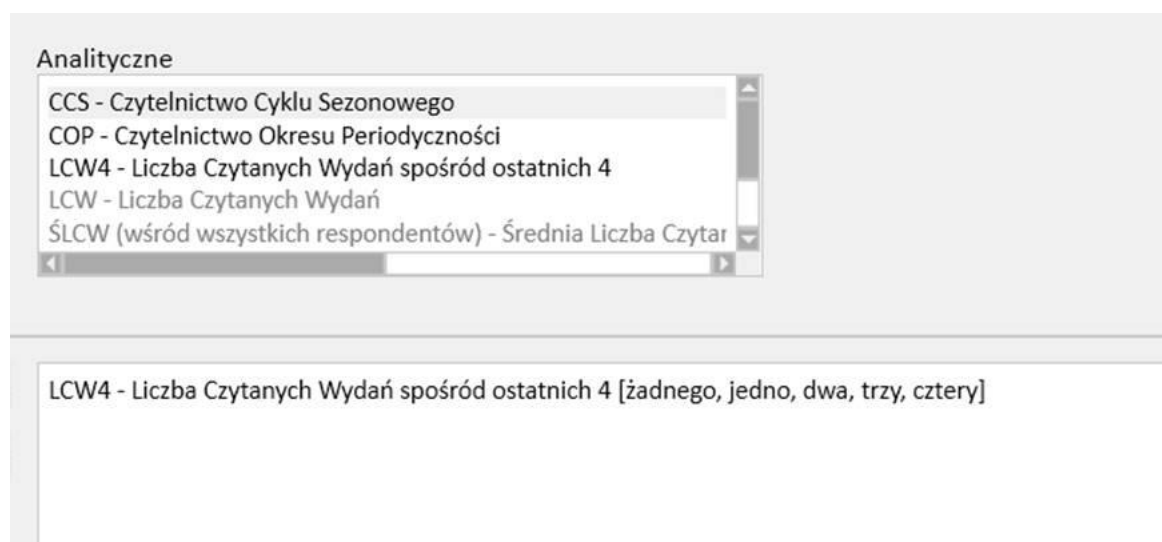 Analityczne
CCS - Czytelnictwo Cyklu Sezonowego
COP - Czytelnictwo Okresu Periodyczności
LCW4 - Liczba Czytanych Wydań spośród ostatnich 4
LCW - Liczba Czytanych Wydań
ŚLCW (wśród wszystkich respondentów) - Średnia Liczba
LCW4 - Liczba Czytanych Wydań spośród ostatnich 4 [żadnego, jedno, dwa, trzy, cztery]